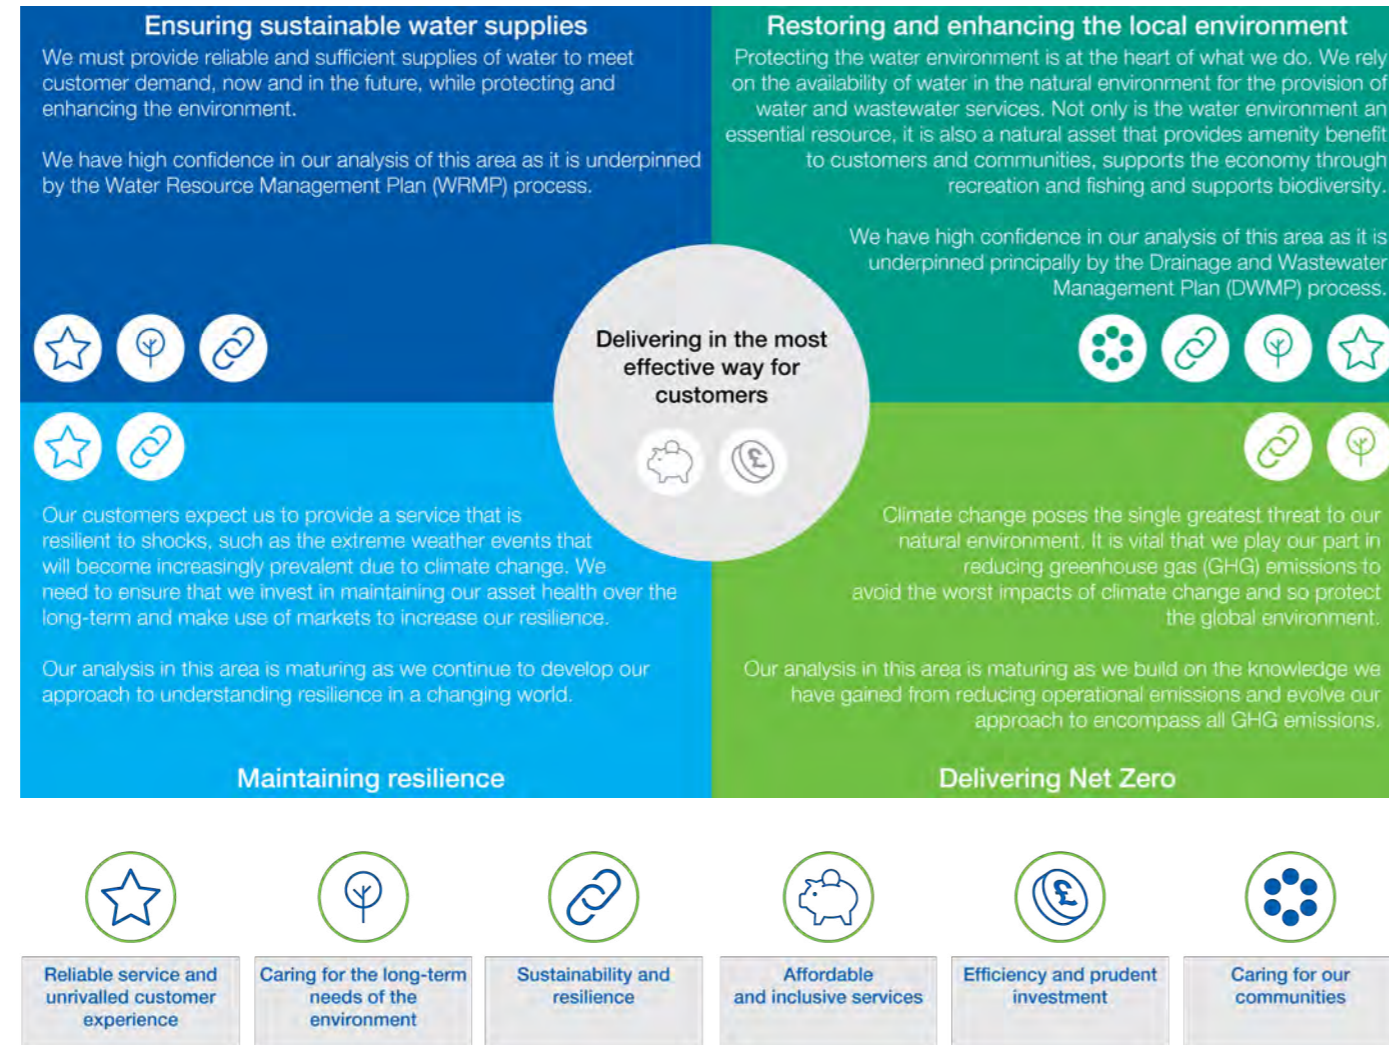 Ensuring sustainable water supplies
We must provide reliable and sufficient supplies of water to meet
customer demand, now and in the future, while protecting and
enhancing the environment.
We have high confidence in our analysis of this area as it is underpinned
by the Water Resource Management Plan (WRMP) process.
Restoring and enhancing the local environment
Protecting the water environment is at the heart of what we do. We rely
on the availability of water in the natural environment for the provision of
water and wastewater services. Not only is the water environment an
essential resource, it is also a natural asset that provides amenity benefit
to customers and communities, supports the economy through
recreation and fishing and supports biodiversity.
We have high confidence in our analysis of this area as it is
underpinned principally by the Drainage and Wastewater
Management Plan (DWMP) process.
Delivering in the most
effective way for
customers
£
Our customers expect us to provide a service that is
resilient to shocks, such as the extreme weather events that
will become increasingly prevalent due to climate change. We
need to ensure that we invest in maintaining our asset health over the
long-term and make use of markets to increase our resilience.
Our analysis in this area is maturing as we continue to develop our
approach to understanding resilience in a changing world.
Maintaining resilience
Climate change poses the single greatest threat to our
natural environment. It is vital that we play our part in
reducing greenhouse gas (GHG) emissions to
avoid the worst impacts of climate change and so protect
the global environment.
Our analysis in this area is maturing as we build on the knowledge we
have gained from reducing operational emissions and evolve our
approach to encompass all GHG emissions.
Delivering Net Zero
£
Reliable service and
unrivalled customer
experience
Caring for the long-term
needs of the
environment
Sustainability and
resilience
Affordable
and inclusive services
Efficiency and prudent
investment
Caring for our
communities